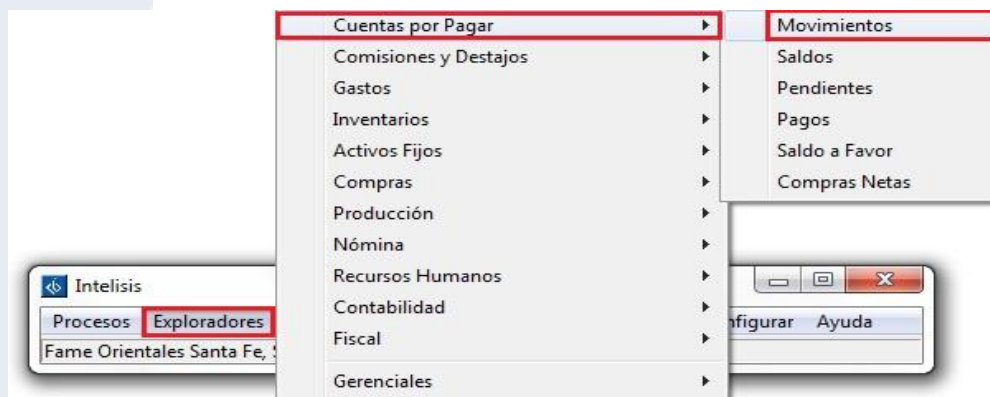 Cuentas por Pagar
Comisiones y Destajos
Gastos
Inventarios
Activos Fijos
Compras
Producción
Nómina
Recursos Humanos
Contabilidad
Fiscal
Gerenciales
Movimientos
Saldos
Pendientes
Pagos
Saldo a Favor
Compras Netas
Intelisis
Procesos Exploradores nfigurar Ayuda
Fame Orientales Santa Fe,